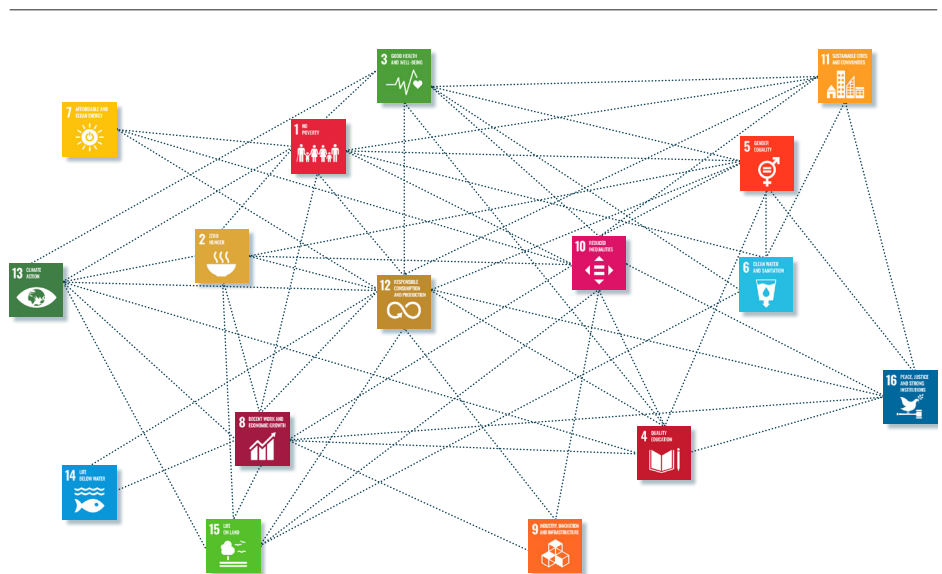 3 GOOD HEALTH
AND WELL-BEING
11 SUSTAINABLE CITIES
AND COMMUNITIES
7 AFFORDABLE AND
CLEAN ENERGY
1 NO
POVERTY
5 GENDER
EQUALITY
2 ZERO
HUNGER
10 REDUCED
INEQUALITIES
13 CLIMATE
ACTION
6 CLEAN WATER
AND SANITATION
12 RESPONSIBLE
CONSUMPTION
AND PRODUCTION
16 PEACE, JUSTICE
AND STRONG
INSTITUTIONS
8 DECENT WORK AND
ECONOMIC GROWTH
4 QUALITY
EDUCATION
14 LIFE
BELOW WATER
15 LIFE
ON LAND
9 INDUSTRY, INNOVATION
AND INFRASTRUCTURE